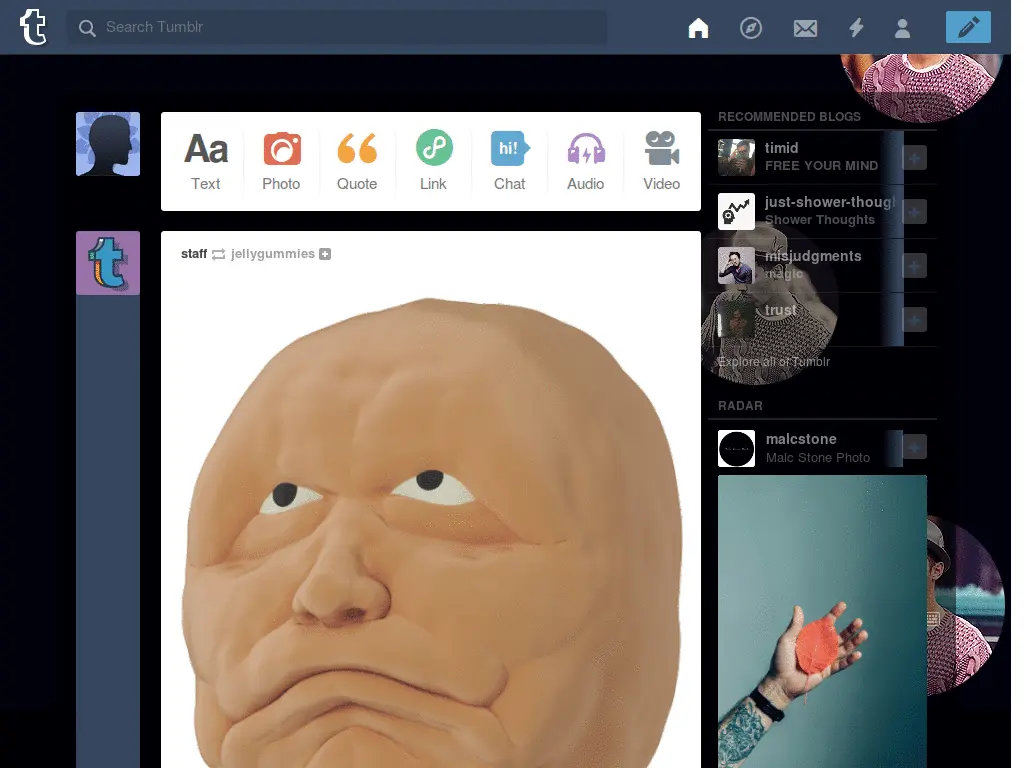 Search Tumblr
Aa
hi!
Text
Photo
Quote
Link
Chat
Audio
Video
staff jellygummies
RECOMMENDED BLOGS
timid
FREE YOUR MIND
just-shower-though
Shower Thoughts
misjudgments
magic
trust
Explore all of Tumblr
RADAR
malcstone
Malc Stone Photo